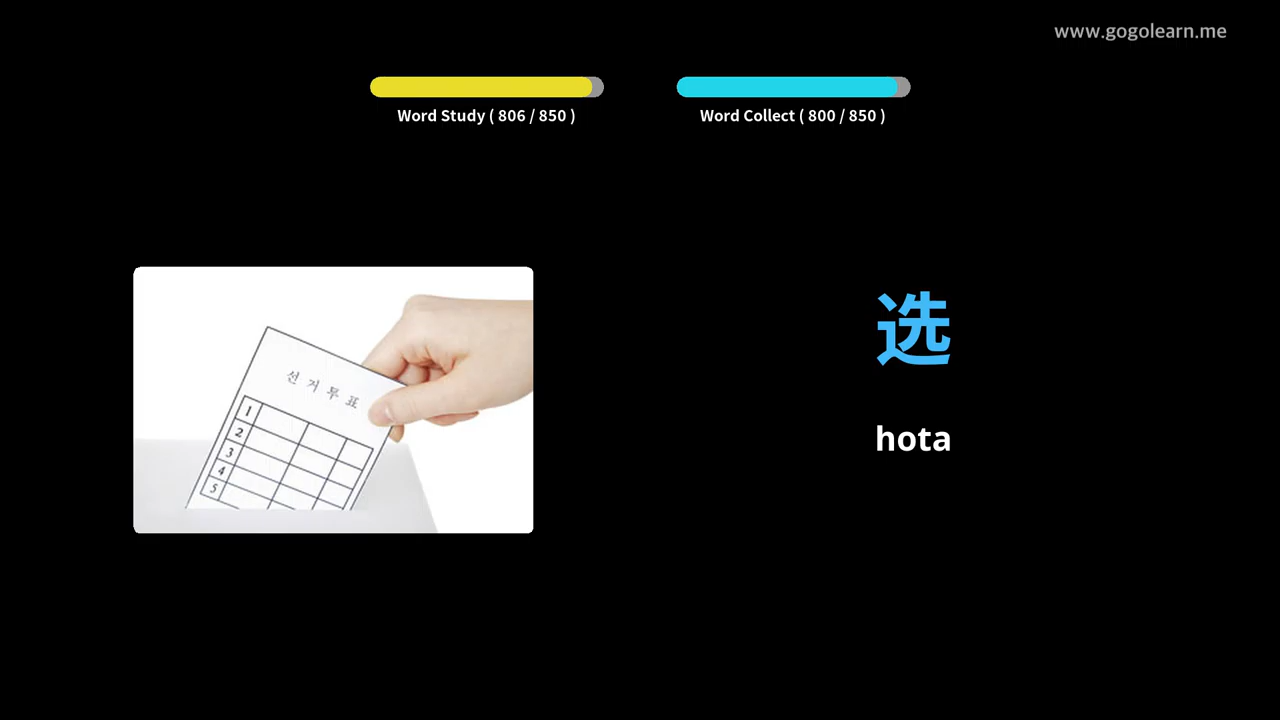 www.gogolearn.me
Word Study ( 806 / 850 )
Word Collect ( 800 / 850 )
선거투표
1
2
3
4
5
选
hota